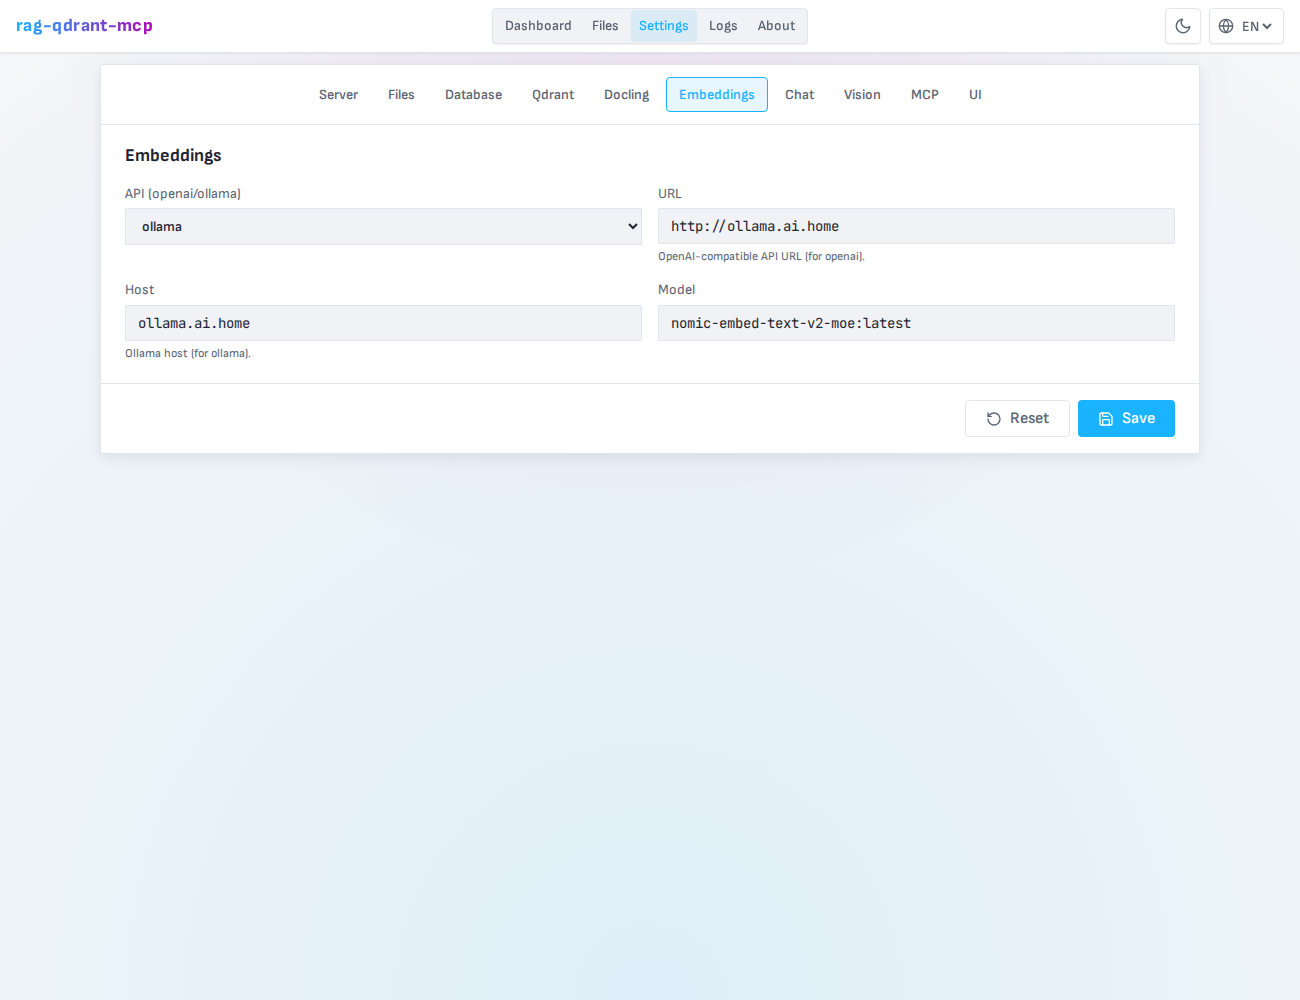 rag-qdrant-mcp
Dashboard Files Settings Logs About
EN
Server Files Database Qdrant Docling Embeddings Chat Vision MCP UI
Embeddings
API (openai/ollama)
ollama
URL
http://ollama.ai.home
OpenAI-compatible API URL (for openai).
Host
ollama.ai.home
Ollama host (for ollama).
Model
nomic-embed-text-v2-moe:latest
Reset Save